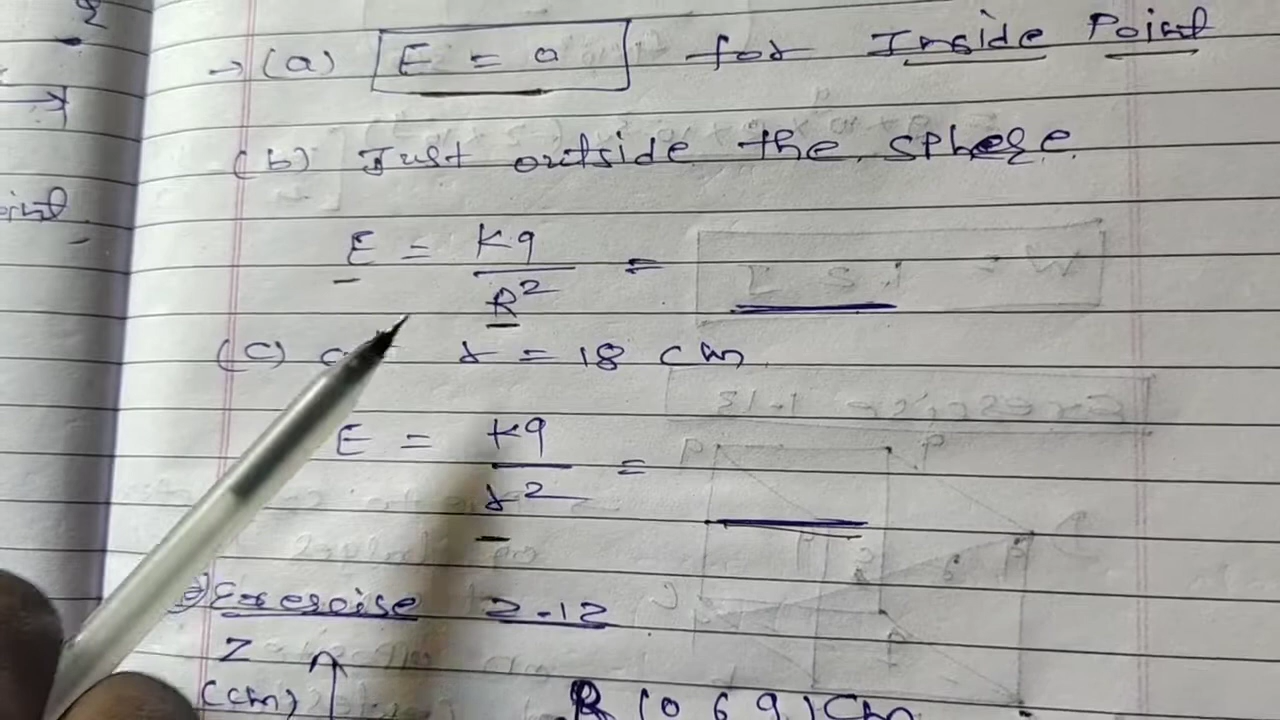 → (a) E = 0 for Inside Point
(b) Just outside the sphere
E = Kq / R² =
(c) r = 18 cm
E = Kq / r² =
Exercise 2.12
Z
(cm)
R (0 6 9) cm